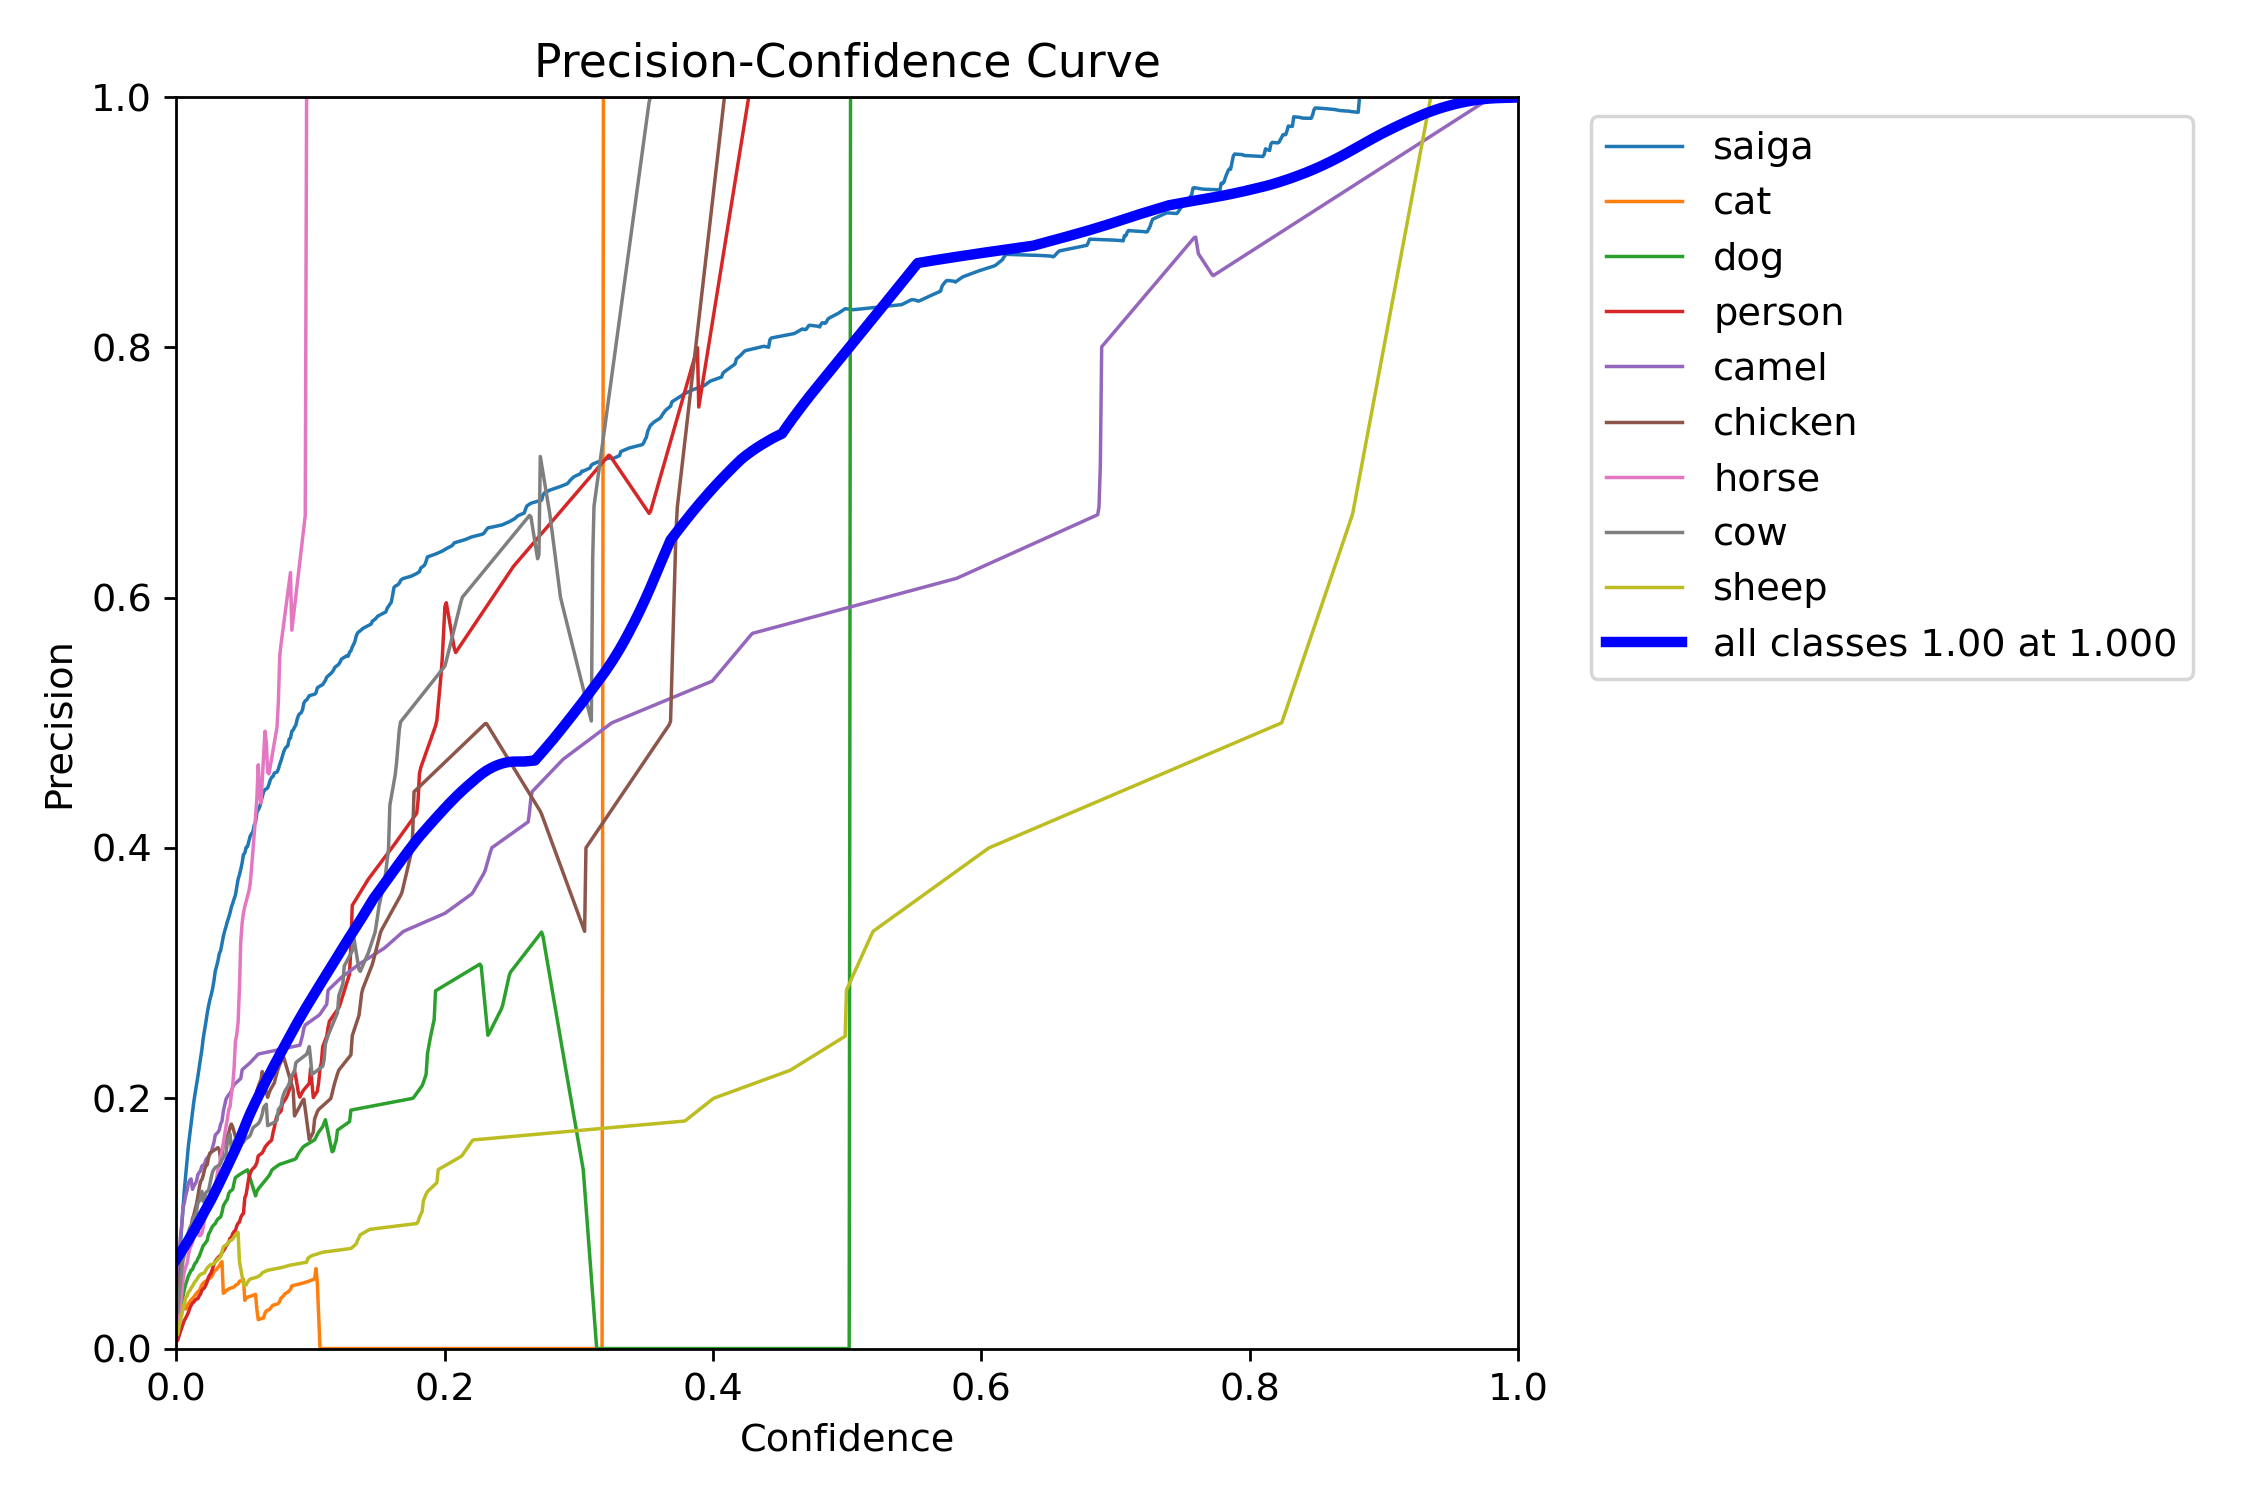 Precision-Confidence Curve
1.0
0.8
0.6
0.4
0.2
0.0
Precision
0.0 0.2 0.4 0.6 0.8 1.0
Confidence
saiga
cat
dog
person
camel
chicken
horse
cow
sheep
all classes 1.00 at 1.000